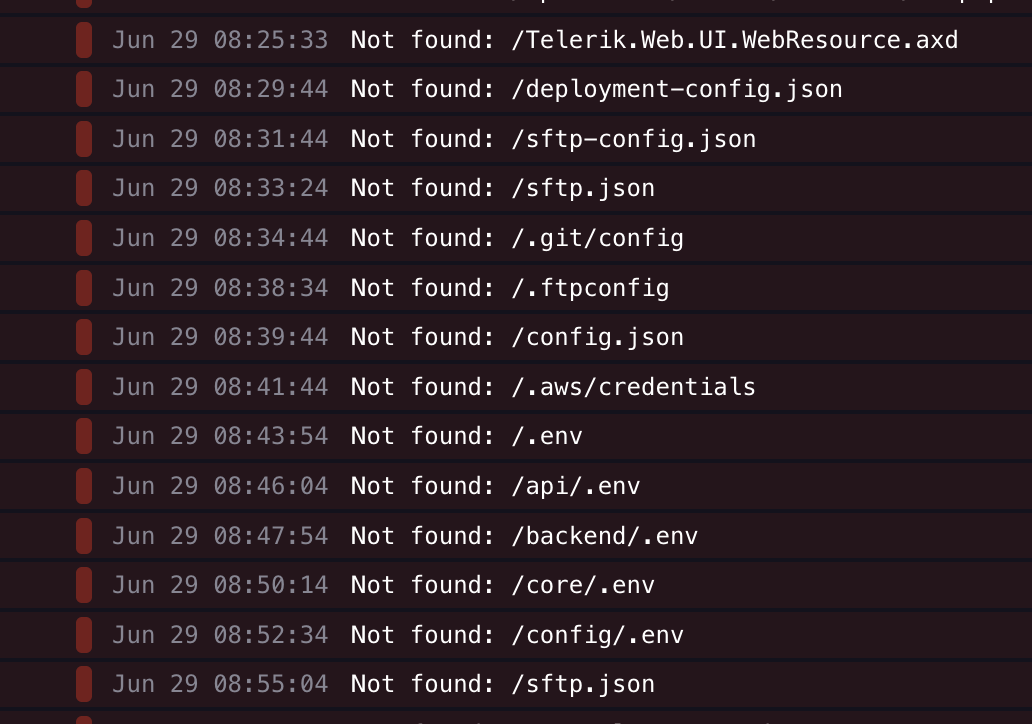 Jun 29 08:25:33 Not found: /Telerik.Web.UI.WebResource.axd
Jun 29 08:29:44 Not found: /deployment-config.json
Jun 29 08:31:44 Not found: /sftp-config.json
Jun 29 08:33:24 Not found: /sftp.json
Jun 29 08:34:44 Not found: /.git/config
Jun 29 08:38:34 Not found: /.ftpconfig
Jun 29 08:39:44 Not found: /config.json
Jun 29 08:41:44 Not found: /.aws/credentials
Jun 29 08:43:54 Not found: /.env
Jun 29 08:46:04 Not found: /api/.env
Jun 29 08:47:54 Not found: /backend/.env
Jun 29 08:50:14 Not found: /core/.env
Jun 29 08:52:34 Not found: /config/.env
Jun 29 08:55:04 Not found: /sftp.json